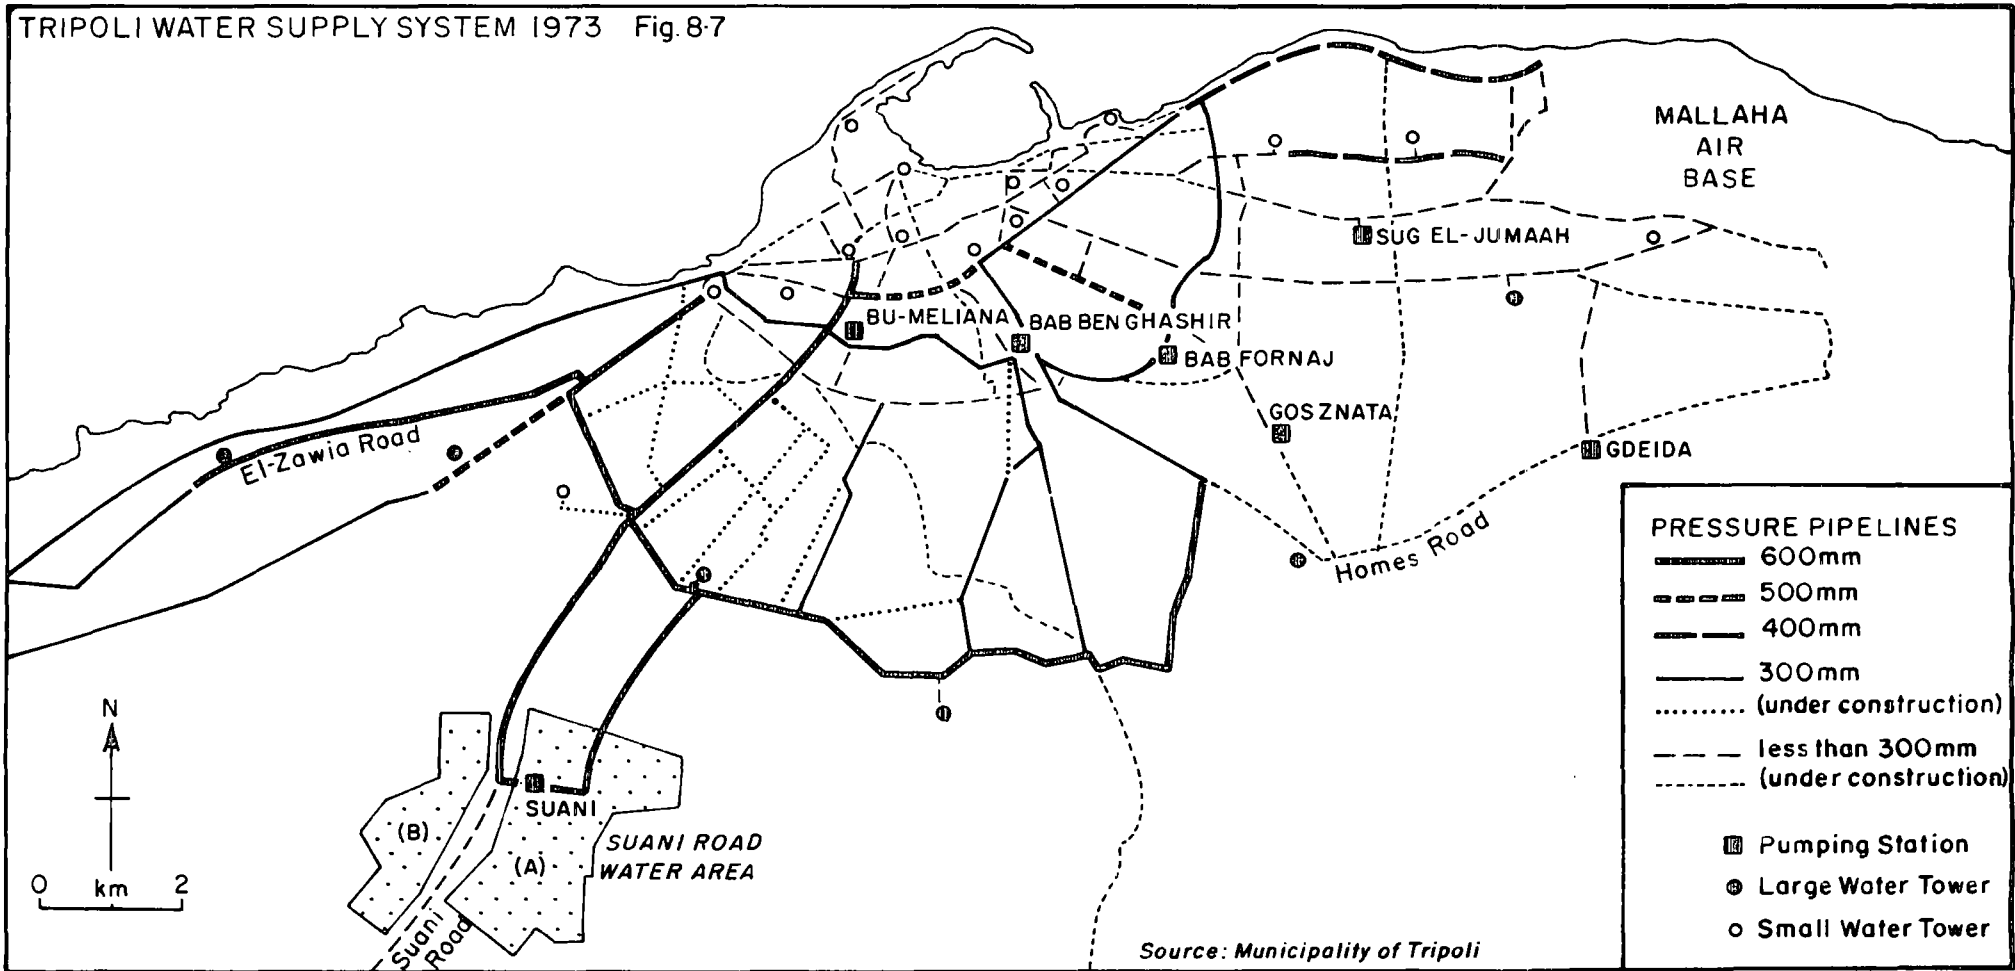 TRIPOLI WATER SUPPLY SYSTEM 1973 Fig. 8·7
MALLAHA
AIR
BASE
SUG EL-JUMAAH
BU-MELIANA
BAB BEN GHASHIR
BAB FORNAJ
GOSZNATA
GDEIDA
El-Zawia Road
Homes Road
PRESSURE PIPELINES
600mm
500mm
400mm
300mm
(under construction)
less than 300mm
(under construction)
Pumping Station
Large Water Tower
Small Water Tower
N
0 km 2
SUANI
(B)
(A)
SUANI ROAD
WATER AREA
Suani
Road
Source: Municipality of Tripoli